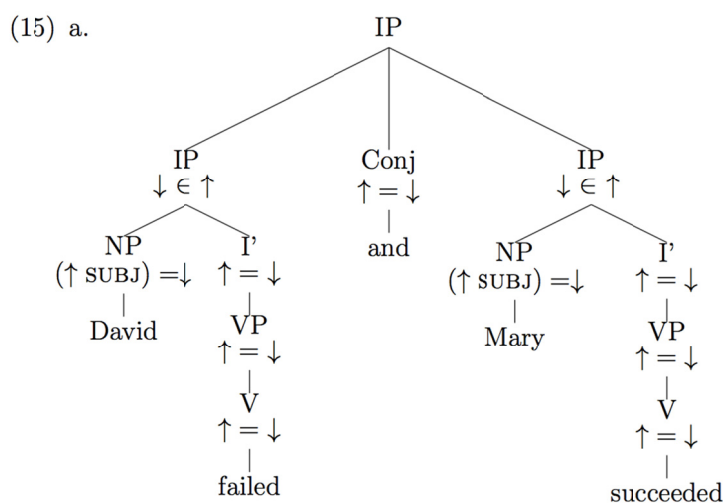 (15) a. IP
IP Conj IP
↓ ∈ ↑ ↑ = ↓ ↓ ∈ ↑
NP I’ and NP I’
(↑ SUBJ) =↓ ↑ = ↓ (↑ SUBJ) =↓ ↑ = ↓
David VP Mary VP
↑ = ↓ ↑ = ↓
V V
↑ = ↓ ↑ = ↓
failed succeeded